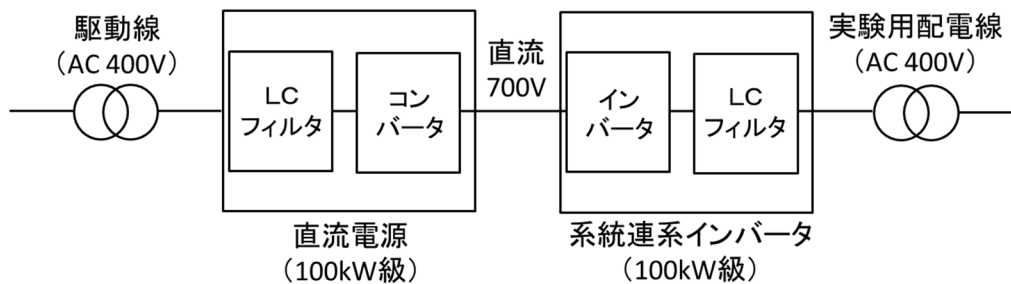 駆動線
（AC 400V）
LC
フィルタ
コン
バータ
直流
700V
イン
バータ
LC
フィルタ
実験用配電線
（AC 400V）
直流電源
（100kW級）
系統連系インバータ
（100kW級）